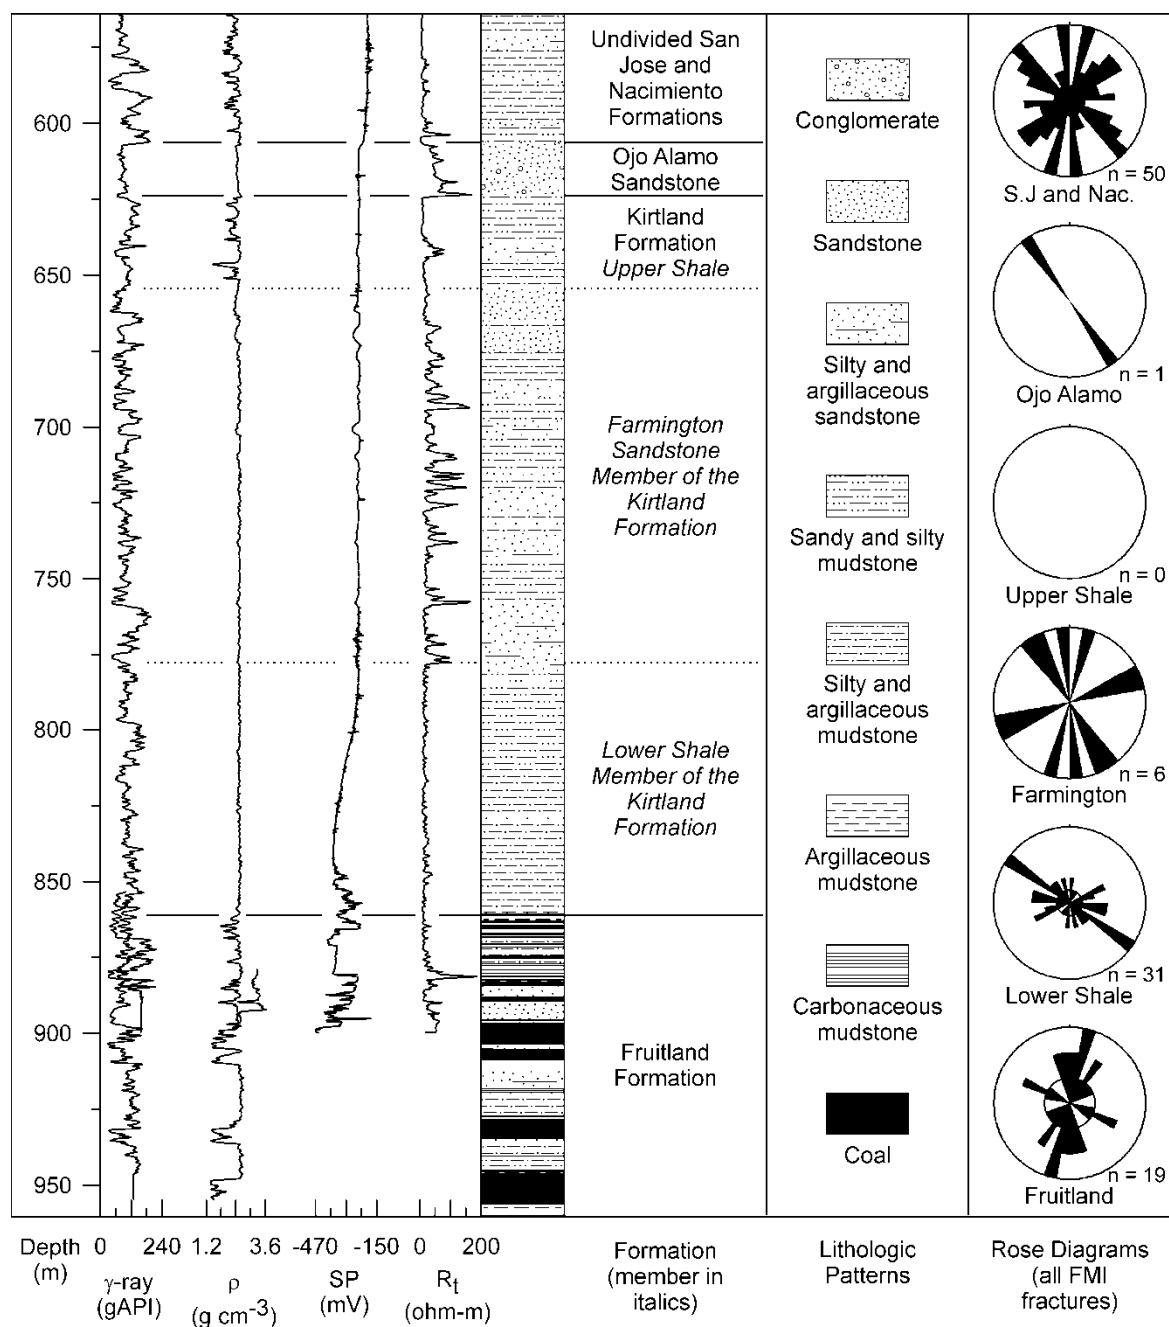 600
650
700
750
800
850
900
950
Undivided San
Jose and
Nacimiento
Formations
Ojo Alamo
Sandstone
Kirtland
Formation
Upper Shale
Farmington
Sandstone
Member of the
Kirtland
Formation
Lower Shale
Member of the
Kirtland
Formation
Fruitland
Formation
Conglomerate
Sandstone
Silty and
argillaceous
sandstone
Sandy and silty
mudstone
Silty and
argillaceous
mudstone
Argillaceous
mudstone
Carbonaceous
mudstone
Coal
n = 50
S.J and Nac.
n = 1
Ojo Alamo
n = 0
Upper Shale
n = 6
Farmington
n = 31
Lower Shale
n = 19
Fruitland
Depth
(m)
0 240
γ-ray
(gAPI)
1.2 3.6
ρ
(g cm-3)
-470 -150
SP
(mV)
0 200
Rt
(ohm-m)
Formation
(member in
italics)
Lithologic
Patterns
Rose Diagrams
(all FMI
fractures)